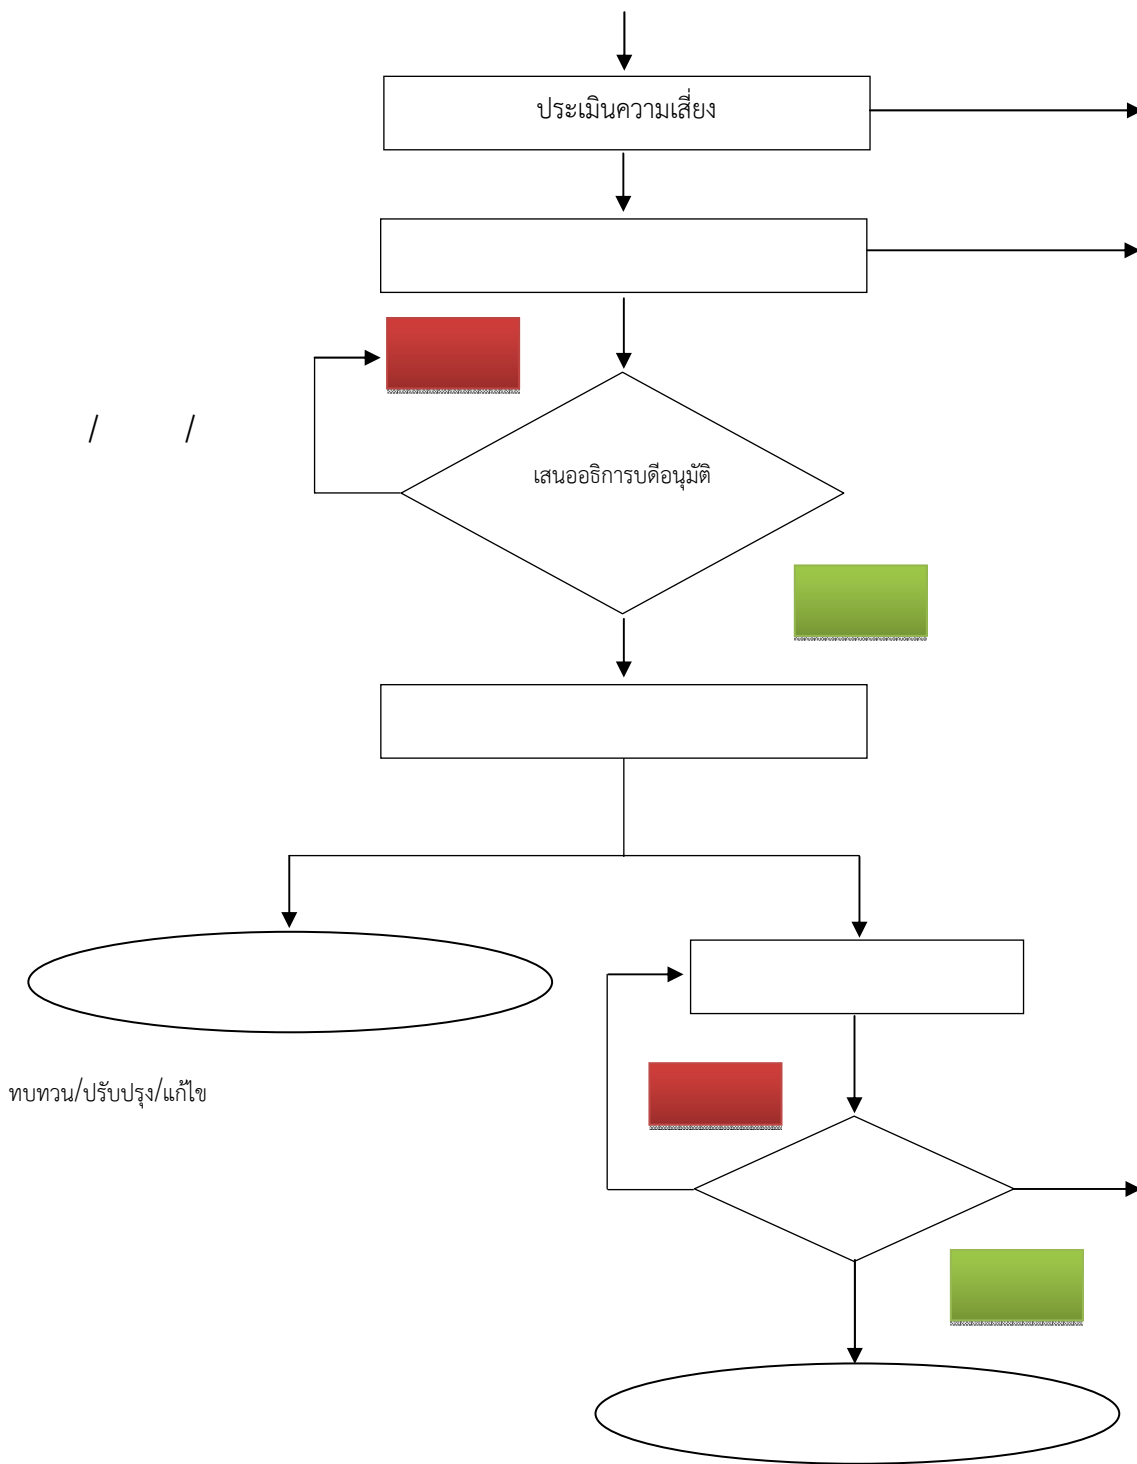 ประเมินความเสี่ยง
/ /
เสนออธิการบดีอนุมัติ
ทบทวน/ปรับปรุง/แก้ไข